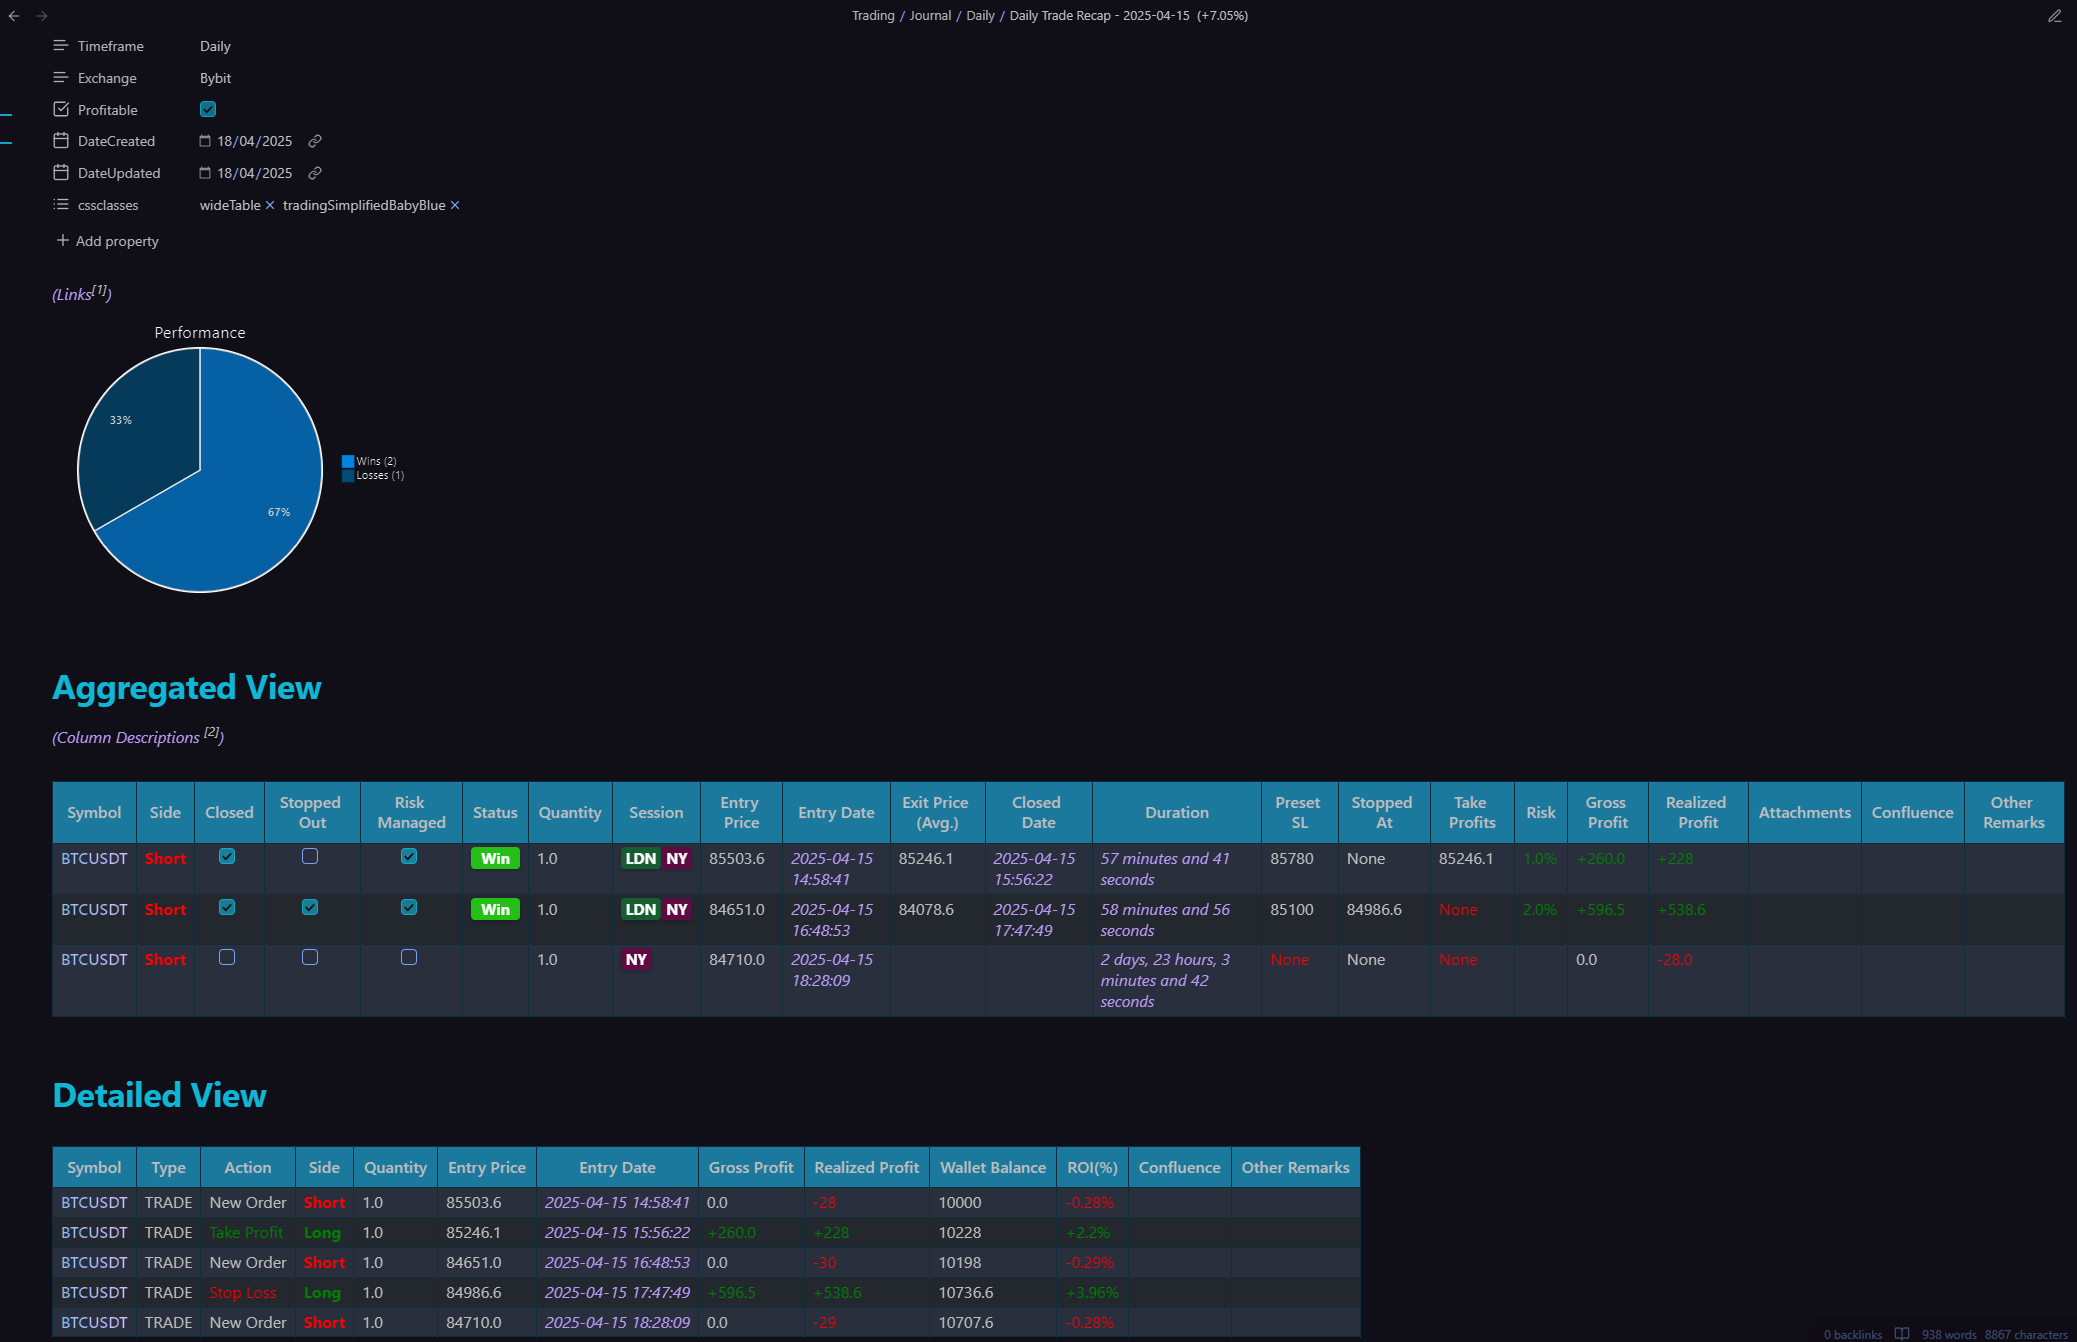 Trading / Journal / Daily / Daily Trade Recap - 2025-04-15 (+7.05%)
Timeframe Daily
Exchange Bybit
Profitable
DateCreated 18/04/2025
DateUpdated 18/04/2025
cssclasses wideTable × tradingSimplifiedBabyBlue ×
+ Add property
(Links[1])
Performance
33%
67%
Wins (2)
Losses (1)
Aggregated View
(Column Descriptions [2])
Symbol Side Closed Stopped Out Risk Managed Status Quantity Session Entry Price Entry Date Exit Price (Avg.) Closed Date Duration Preset SL Stopped At Take Profits Risk Gross Profit Realized Profit Attachments Confluence Other Remarks
BTCUSDT Short Win 1.0 LDN NY 85503.6 2025-04-15 14:58:41 85246.1 2025-04-15 15:56:22 57 minutes and 41 seconds 85780 None 85246.1 1.0% +260.0 +228
BTCUSDT Short Win 1.0 LDN NY 84651.0 2025-04-15 16:48:53 84078.6 2025-04-15 17:47:49 58 minutes and 56 seconds 85100 84986.6 None 2.0% +596.5 +538.6
BTCUSDT Short 1.0 NY 84710.0 2025-04-15 18:28:09 2 days, 23 hours, 3 minutes and 42 seconds None None None 0.0 -28.0
Detailed View
Symbol Type Action Side Quantity Entry Price Entry Date Gross Profit Realized Profit Wallet Balance ROI(%) Confluence Other Remarks
BTCUSDT TRADE New Order Short 1.0 85503.6 2025-04-15 14:58:41 0.0 -28 10000 -0.28%
BTCUSDT TRADE Take Profit Long 1.0 85246.1 2025-04-15 15:56:22 +260.0 +228 10228 +2.2%
BTCUSDT TRADE New Order Short 1.0 84651.0 2025-04-15 16:48:53 0.0 -30 10198 -0.29%
BTCUSDT TRADE Stop Loss Long 1.0 84986.6 2025-04-15 17:47:49 +596.5 +538.6 10736.6 +3.96%
BTCUSDT TRADE New Order Short 1.0 84710.0 2025-04-15 18:28:09 0.0 -29 10707.6 -0.28%
0 backlinks 938 words 8867 characters